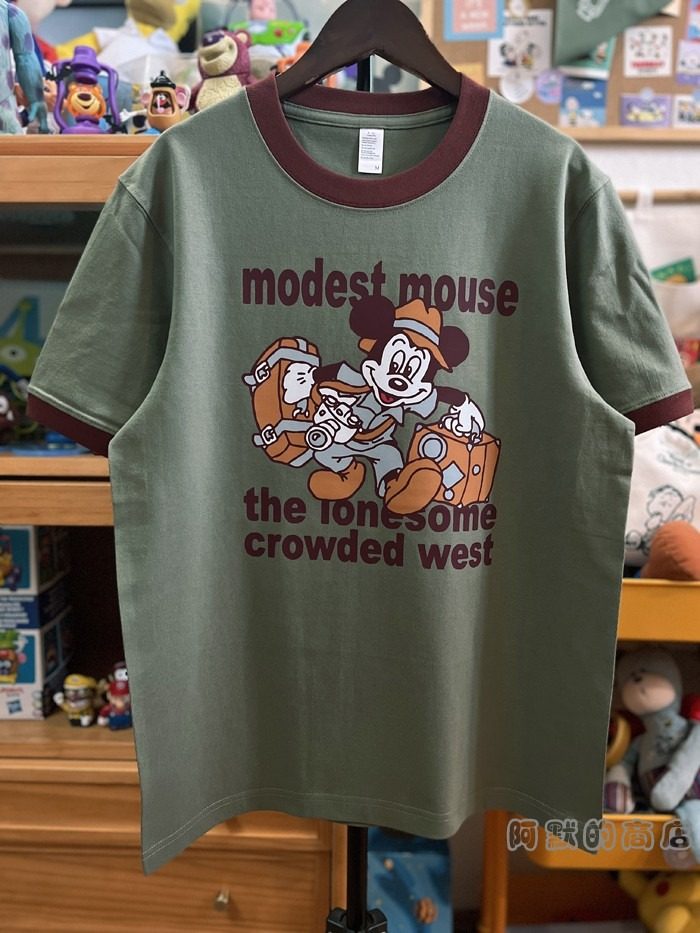 M
modest mouse
the lonesome
crowded west
阿默的商店